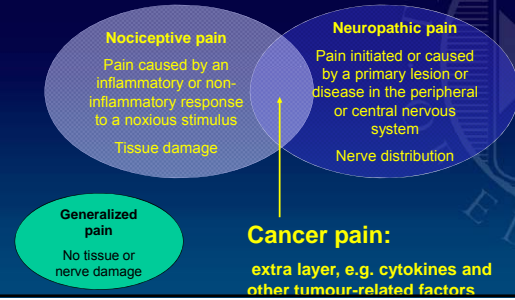 Nociceptive pain
Pain caused by an
inflammatory or non-
inflammatory response
to a noxious stimulus
Tissue damage
Neuropathic pain
Pain initiated or caused
by a primary lesion or
disease in the peripheral
or central nervous
system
Nerve distribution
Generalized
pain
No tissue or
nerve damage
Cancer pain:
extra layer, e.g. cytokines and
other tumour-related factors